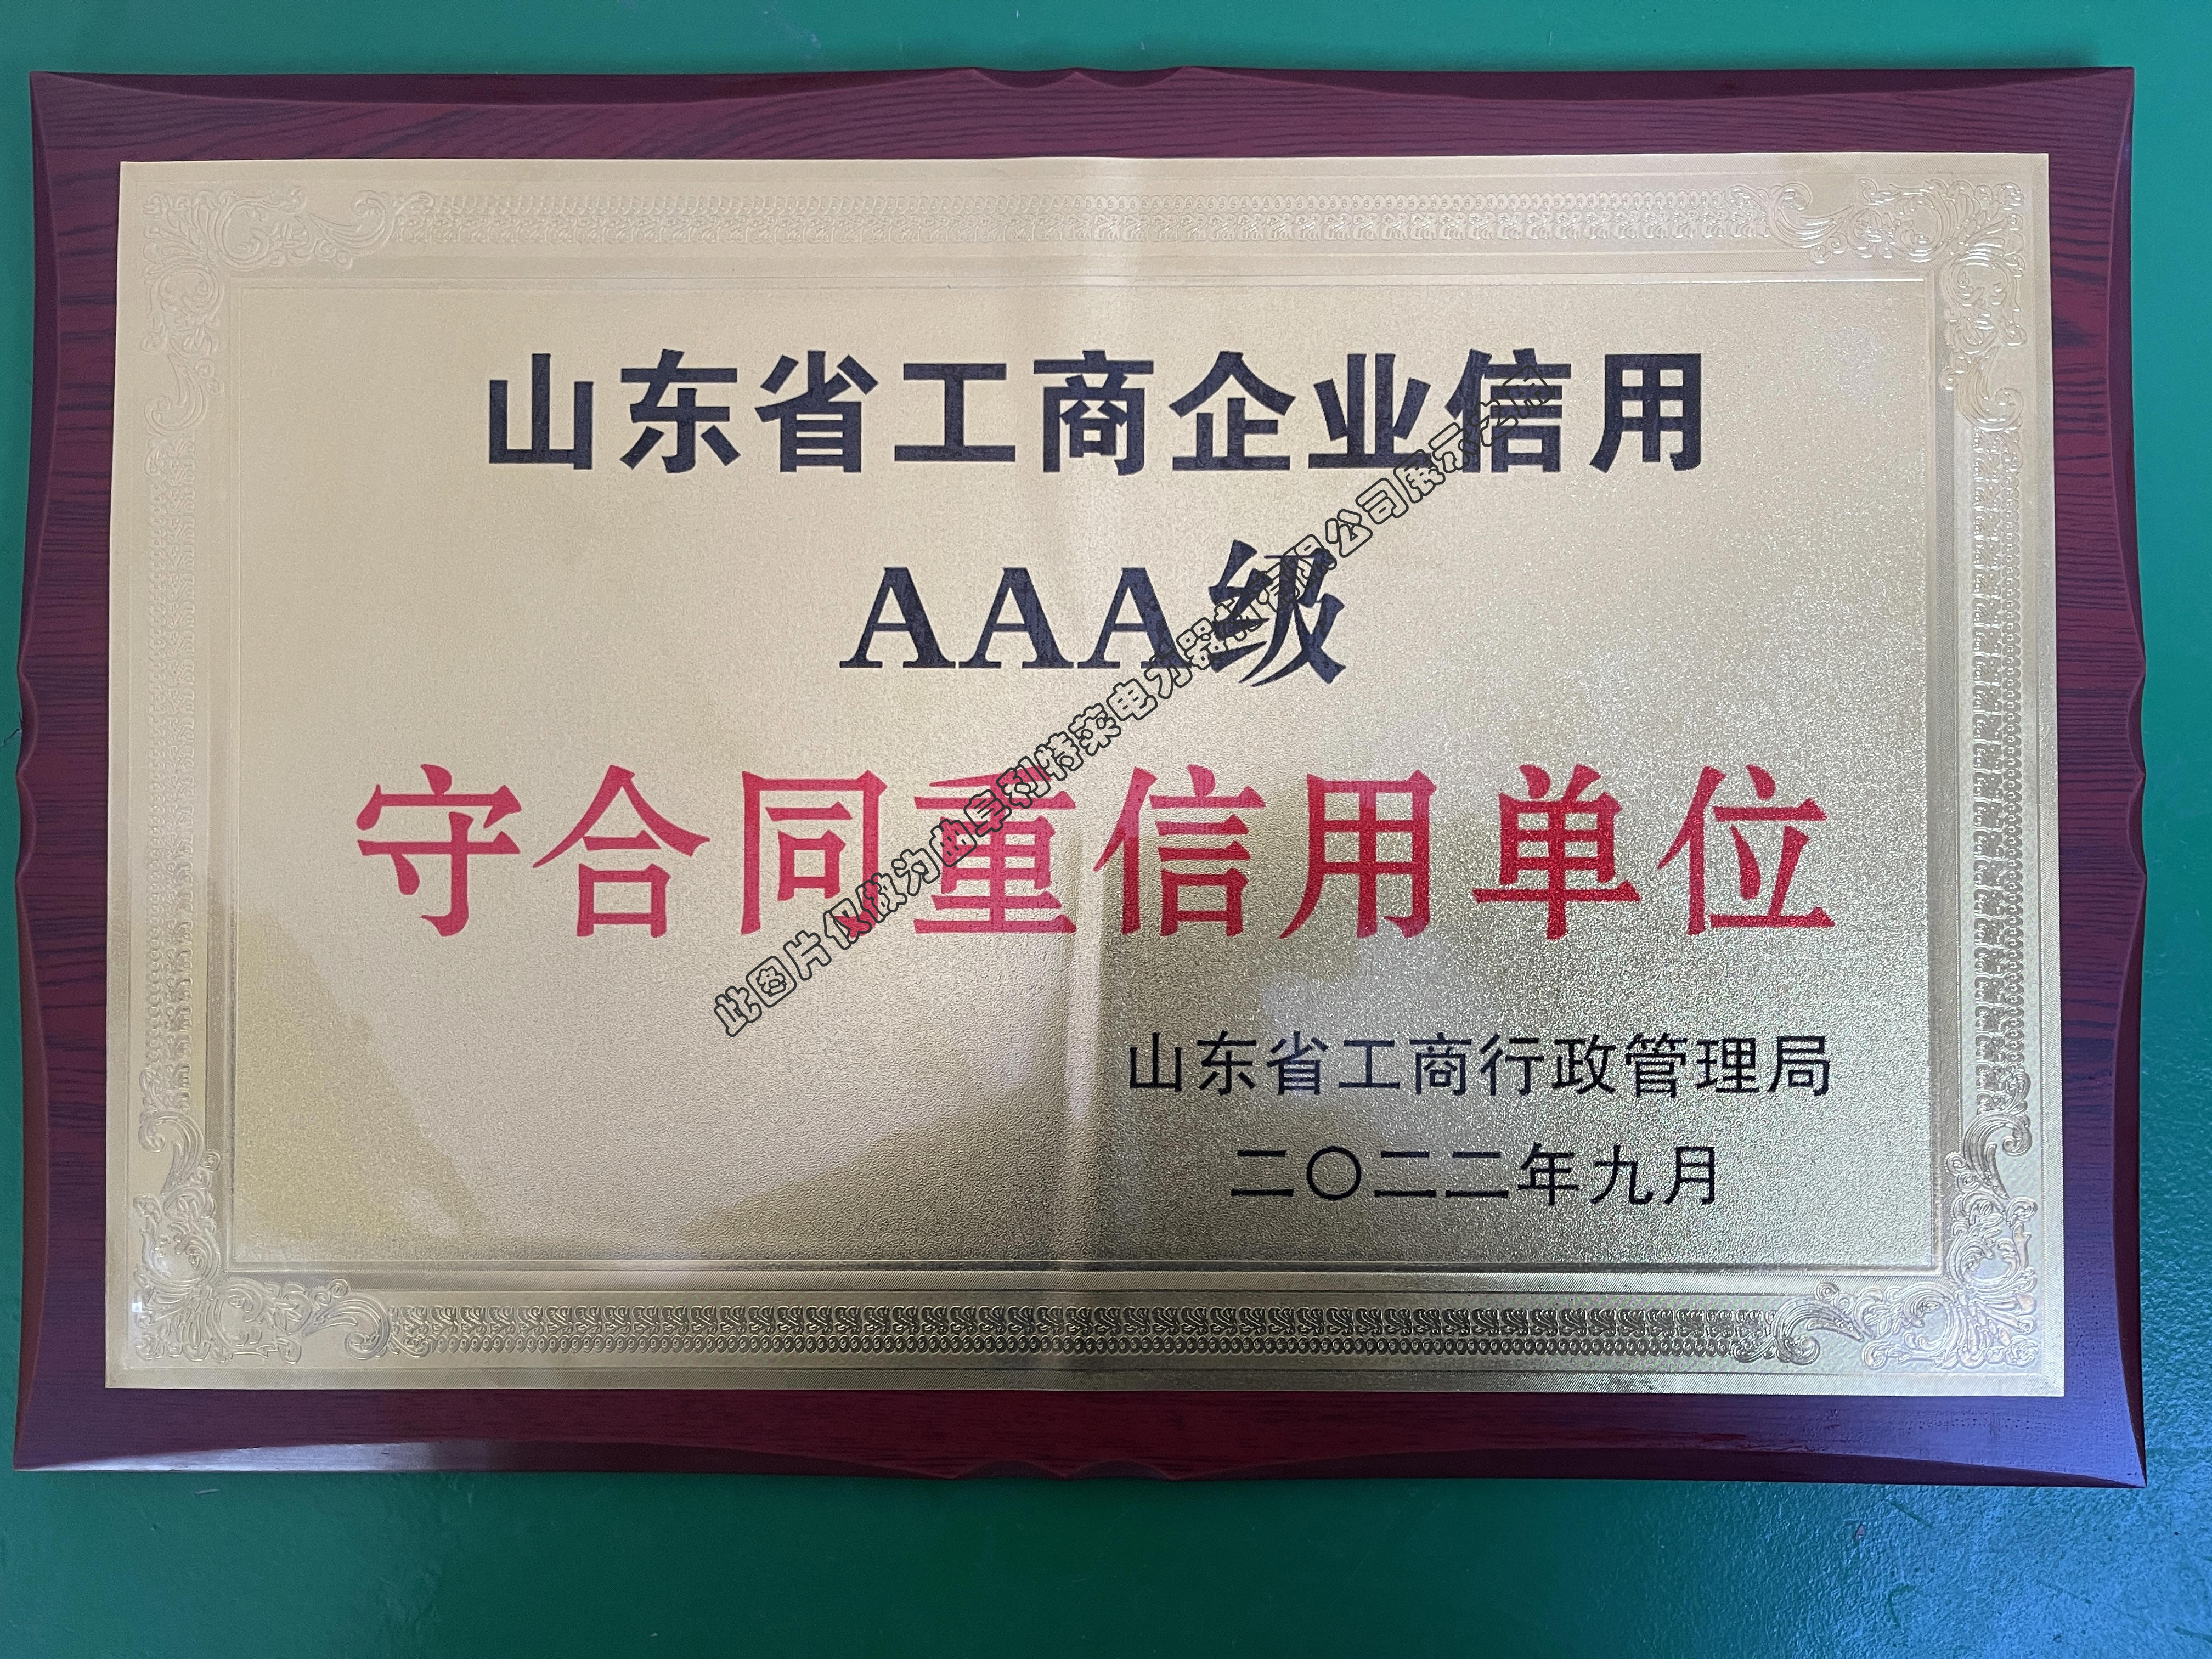 山东省工商企业信用
AAA级
守合同重信用单位
山东省工商行政管理局
二〇二二年九月
此图片仅做为曲阜利特莱电力器材有限公司展示使用